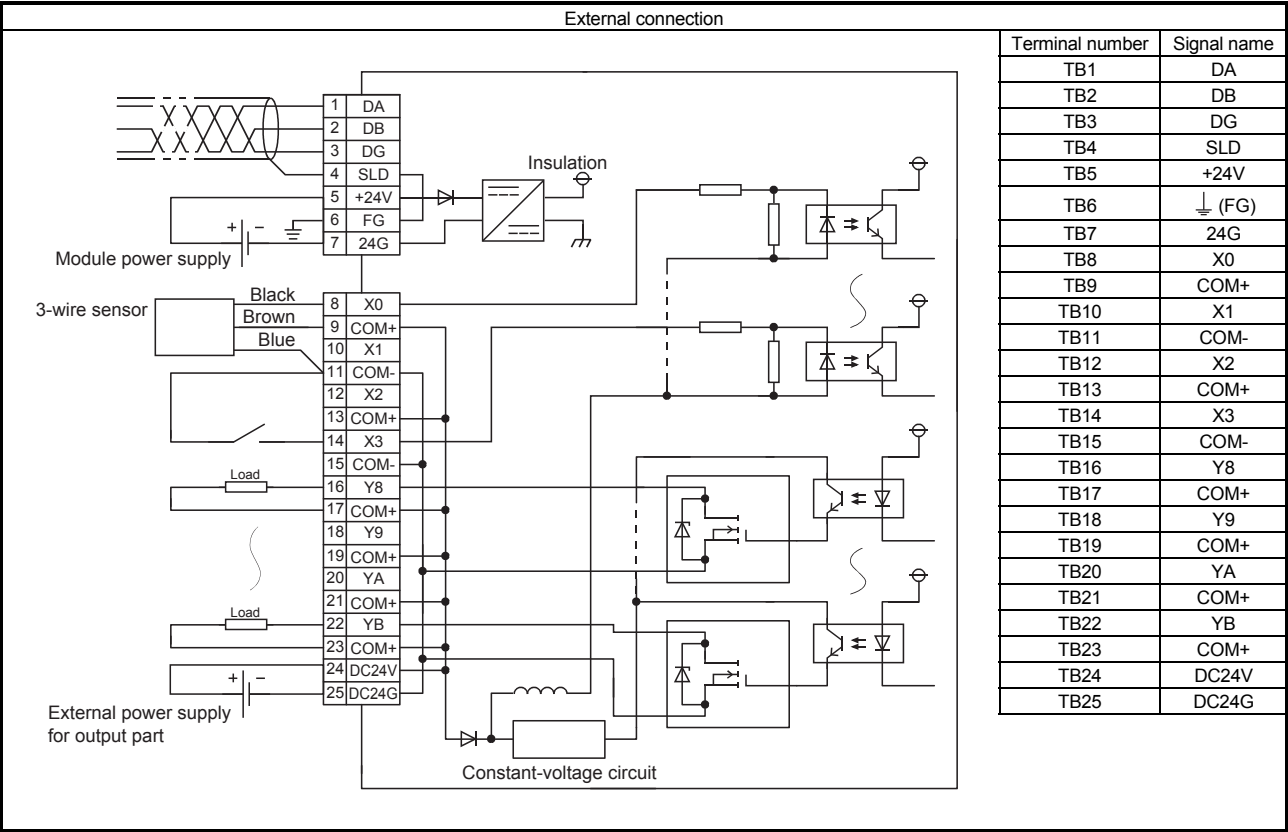 External connection
1 DA
2 DB
3 DG
4 SLD
5 +24V
6 FG
7 24G
Insulation
+ −
Module power supply
3-wire sensor
Black
Brown
Blue
8 X0
9 COM+
10 X1
11 COM-
12 X2
13 COM+
14 X3
15 COM-
16 Y8
17 COM+
18 Y9
19 COM+
20 YA
21 COM+
22 YB
23 COM+
24 DC24V
25 DC24G
Load
Load
+ −
External power supply
for output part
Constant-voltage circuit
Terminal number Signal name
TB1 DA
TB2 DB
TB3 DG
TB4 SLD
TB5 +24V
TB6 (FG)
TB7 24G
TB8 X0
TB9 COM+
TB10 X1
TB11 COM-
TB12 X2
TB13 COM+
TB14 X3
TB15 COM-
TB16 Y8
TB17 COM+
TB18 Y9
TB19 COM+
TB20 YA
TB21 COM+
TB22 YB
TB23 COM+
TB24 DC24V
TB25 DC24G